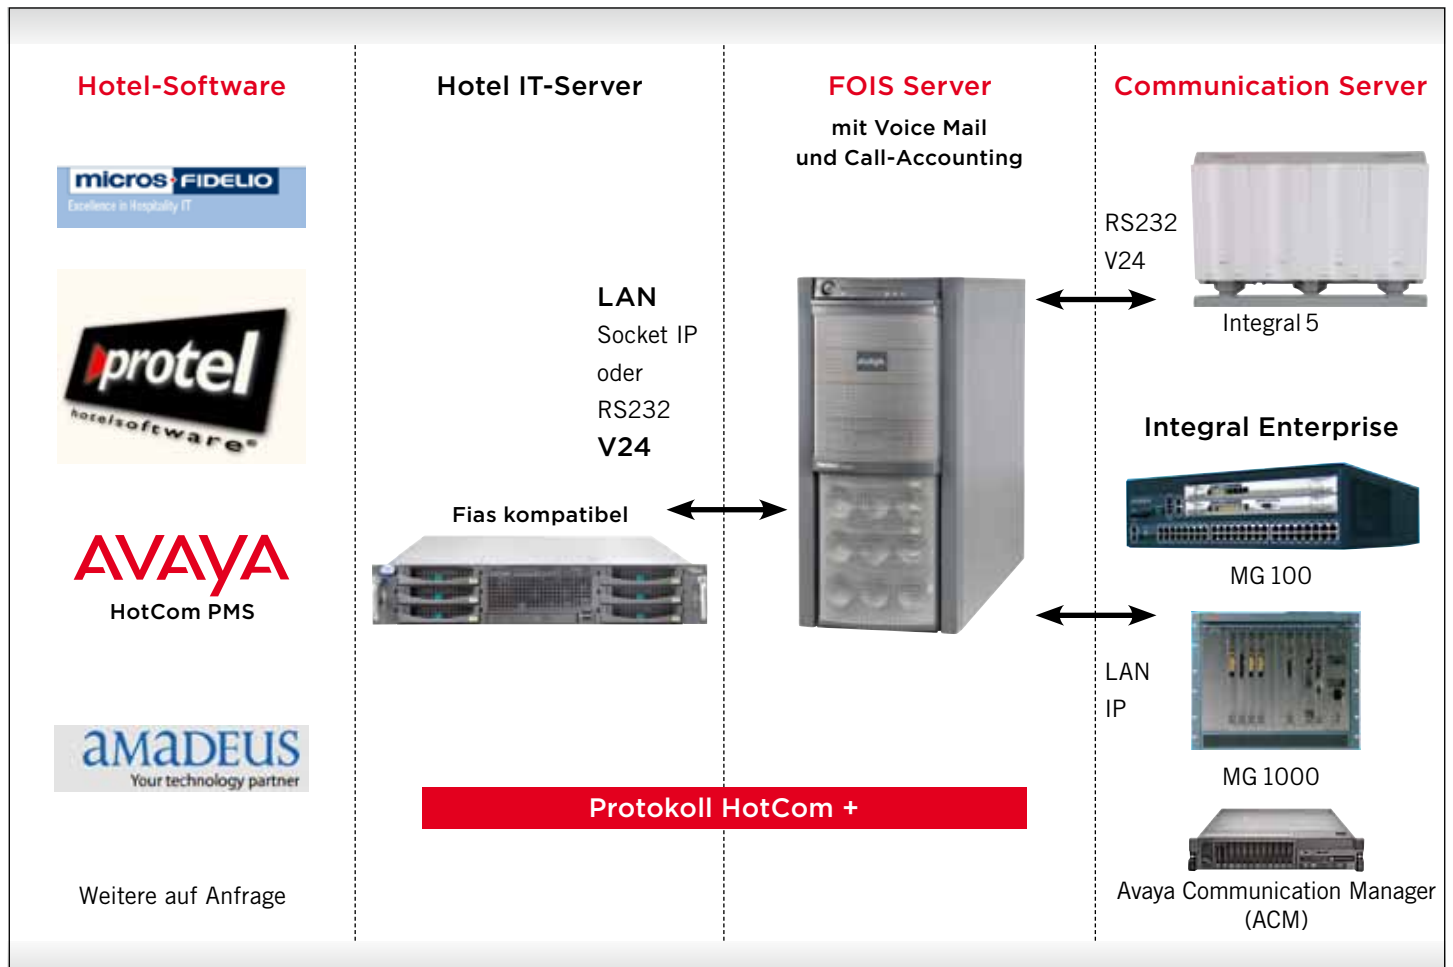 Hotel-Software
micros FIDELIO
Excellence in Hospitality IT
protel
hotelsoftware
AVAYA
HotCom PMS
amadeus
Your technology partner
Weitere auf Anfrage
Hotel IT-Server
LAN
Socket IP
oder
RS232
V24
Fias kompatibel
FOIS Server
mit Voice Mail
und Call-Accounting
AVAYA
Protokoll HotCom +
Communication Server
RS232
V24
Integral 5
Integral Enterprise
MG 100
LAN
IP
MG 1000
Avaya Communication Manager
(ACM)